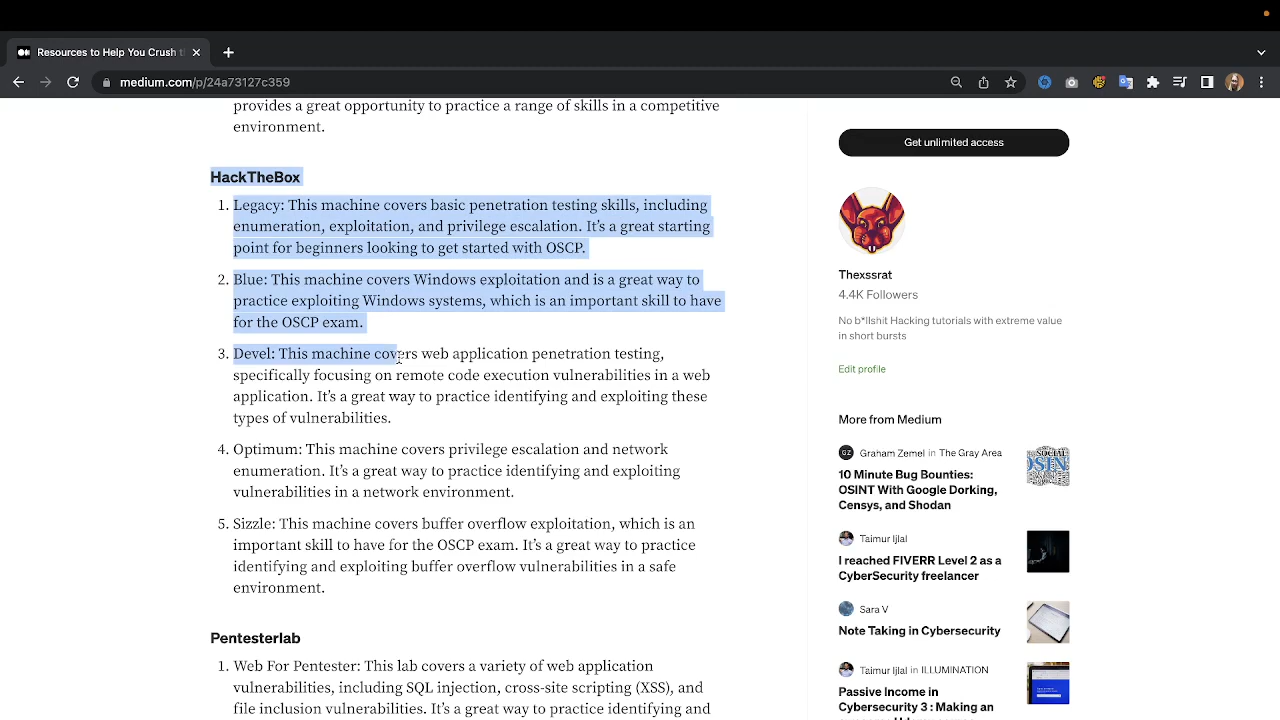 Resources to Help You Crush t
medium.com/p/24a73127c359
provides a great opportunity to practice a range of skills in a competitive
environment.
HackTheBox
1. Legacy: This machine covers basic penetration testing skills, including
enumeration, exploitation, and privilege escalation. It’s a great starting
point for beginners looking to get started with OSCP.
2. Blue: This machine covers Windows exploitation and is a great way to
practice exploiting Windows systems, which is an important skill to have
for the OSCP exam.
3. Devel: This machine covers web application penetration testing,
specifically focusing on remote code execution vulnerabilities in a web
application. It’s a great way to practice identifying and exploiting these
types of vulnerabilities.
4. Optimum: This machine covers privilege escalation and network
enumeration. It’s a great way to practice identifying and exploiting
vulnerabilities in a network environment.
5. Sizzle: This machine covers buffer overflow exploitation, which is an
important skill to have for the OSCP exam. It’s a great way to practice
identifying and exploiting buffer overflow vulnerabilities in a safe
environment.
Pentesterlab
1. Web For Pentester: This lab covers a variety of web application
vulnerabilities including SQL injection, cross-site scripting (XSS), and
file inclusion vulnerabilities. It’s a great way to practice identifying and
Get unlimited access
Thexssrat
4.4K Followers
No b*llshit Hacking tutorials with extreme value
in short bursts
Edit profile
More from Medium
GZ Graham Zemel in The Gray Area
10 Minute Bug Bounties:
OSINT With Google Dorking,
Censys, and Shodan
SOCIAL
OSIN
Taimur Ijlal
I reached FIVERR Level 2 as a
CyberSecurity freelancer
Sara V
Note Taking in Cybersecurity
Taimur Ijlal in ILLUMINATION
Passive Income in
Cybersecurity 3 : Making an